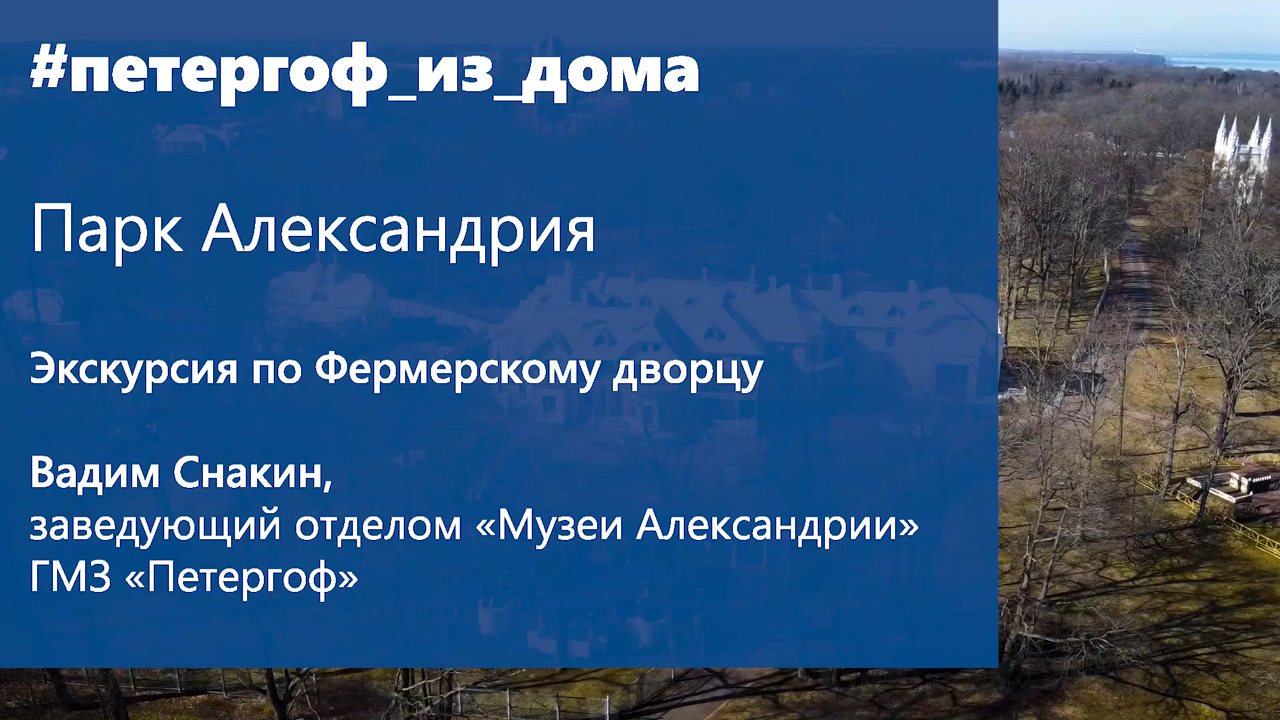 #петергоф_из_дома
Парк Александрия
Экскурсия по Фермерскому дворцу
Вадим Снакин,
заведующий отделом «Музеи Александрии»
ГМЗ «Петергоф»